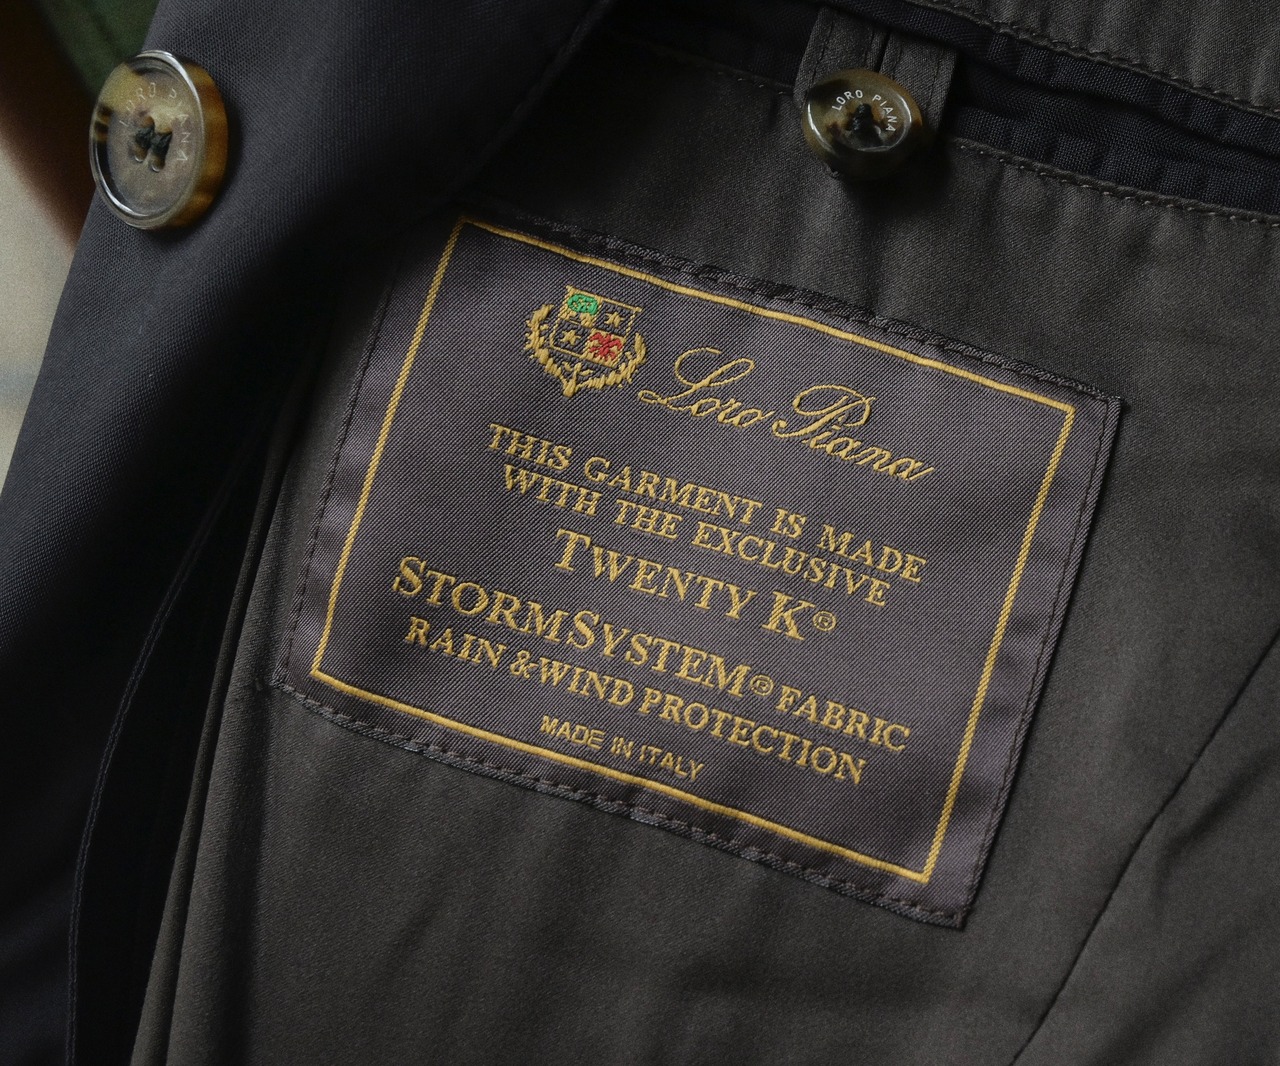 LORO PIANA
LORO PIANA
Loro Piana
THIS GARMENT IS MADE
WITH THE EXCLUSIVE
TWENTY K®
STORMSYSTEM® FABRIC
RAIN & WIND PROTECTION
MADE IN ITALY